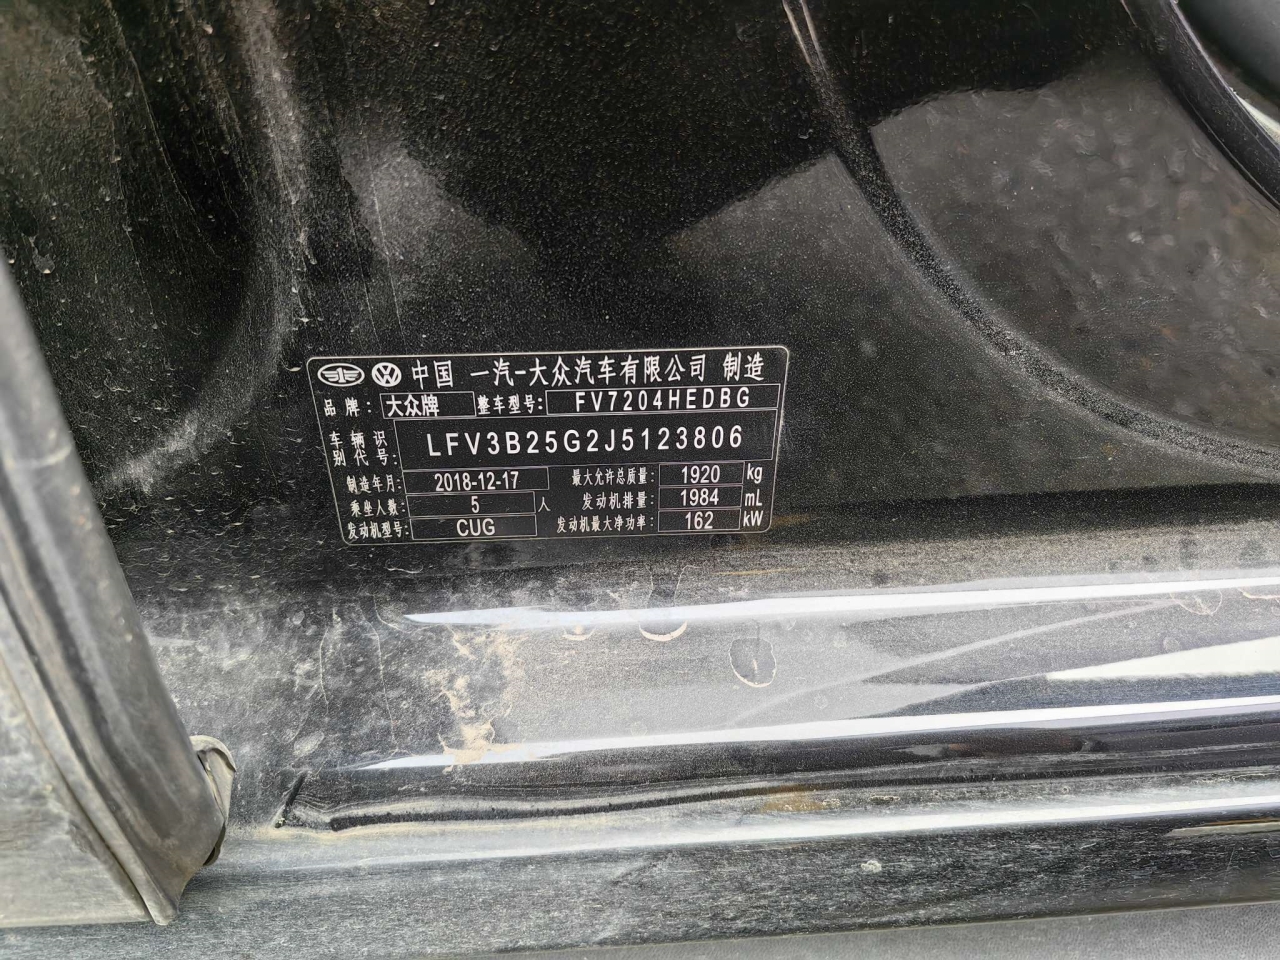 中国 一汽-大众汽车有限公司 制造
品牌: 大众牌 整车型号: FV7204HEDBG
车辆识别代号: LFV3B25G2J5123806
制造年月: 2018-12-17 最大允许总质量: 1920 kg
乘坐人数: 5 人 发动机排量: 1984 mL
发动机型号: CUG 发动机最大净功率: 162 kW